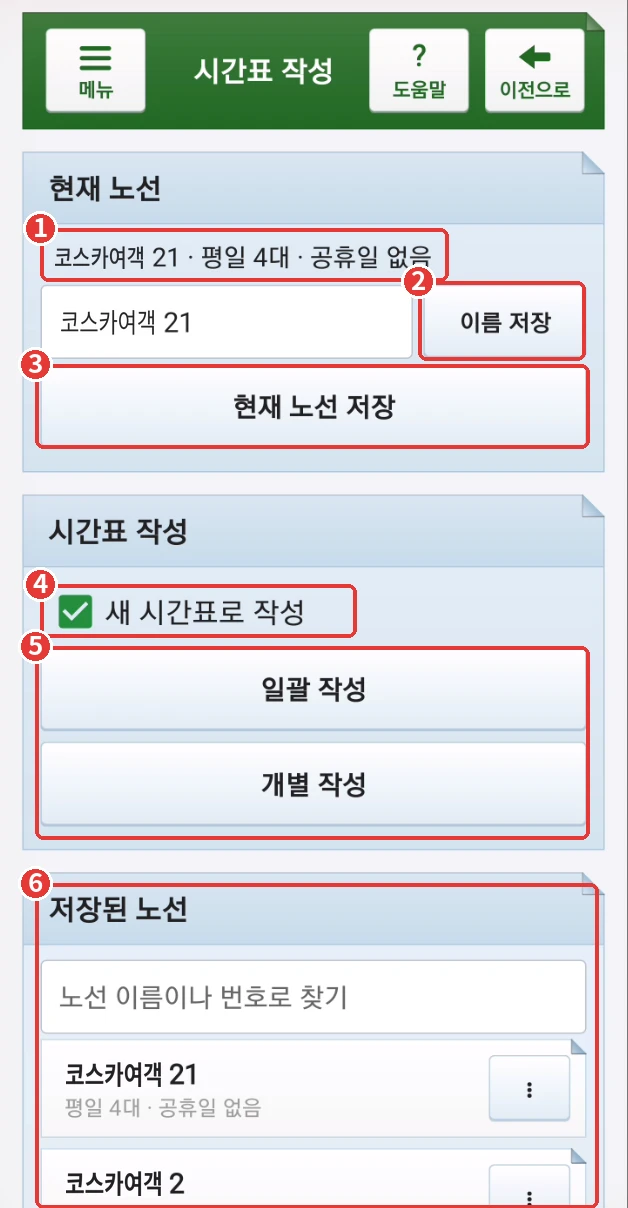 메뉴
시간표 작성
?
도움말
이전으로
현재 노선
1
코스카여객 21 · 평일 4대 · 공휴일 없음
2
코스카여객 21
이름 저장
3
현재 노선 저장
시간표 작성
4
새 시간표로 작성
5
일괄 작성
개별 작성
6
저장된 노선
노선 이름이나 번호로 찾기
코스카여객 21
평일 4대 · 공휴일 없음
코스카여객 2